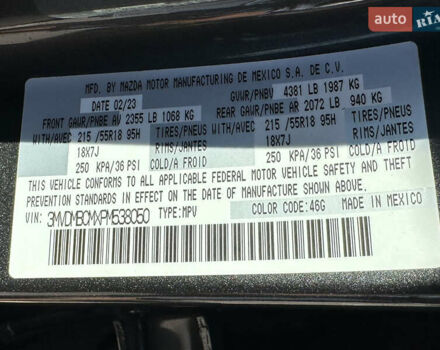 AUTO RIA
MFD. BY MAZDA MOTOR MANUFACTURING DE MEXICO S.A. DE C.V.
DATE 02/23 GVWR/PNBV 4381 LB 1987 KG
FRONT GAWR/PNBE AV 2355 LB 1068 KG REAR GAWR/PNBE AR 2072 LB 940 KG
WITH/AVEC 215 /55R18 95H TIRES/PNEUS WITH/AVEC 215 /55R18 95H TIRES/PNEUS
18X7J RIMS/JANTES 18X7J RIMS/JANTES
250 KPA/36 PSI COLD/A FROID 250 KPA/36 PSI COLD/A FROID
THIS VEHICLE CONFORMS TO ALL APPLICABLE FEDERAL MOTOR VEHICLE SAFETY AND THEFT
PREVENTION STANDARDS IN EFFECT ON THE DATE OF MANUFACTURE SHOWN ABOVE.
VIN: 3MVDMBCMXPM538050 TYPE:MPV COLOR CODE:46G MADE IN MEXICO